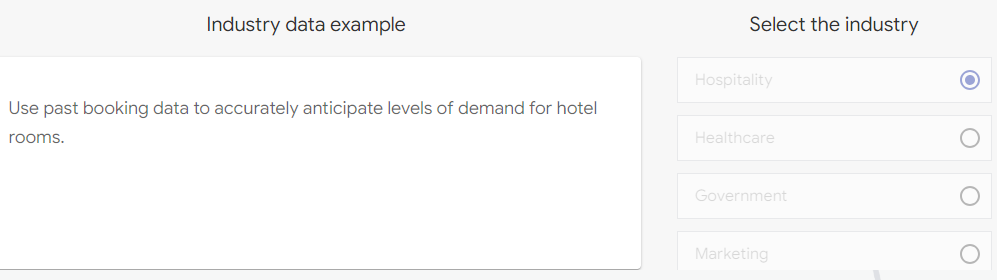 Industry data example
Select the industry
Use past booking data to accurately anticipate levels of demand for hotel
rooms.
Hospitality
Healthcare
Government
Marketing